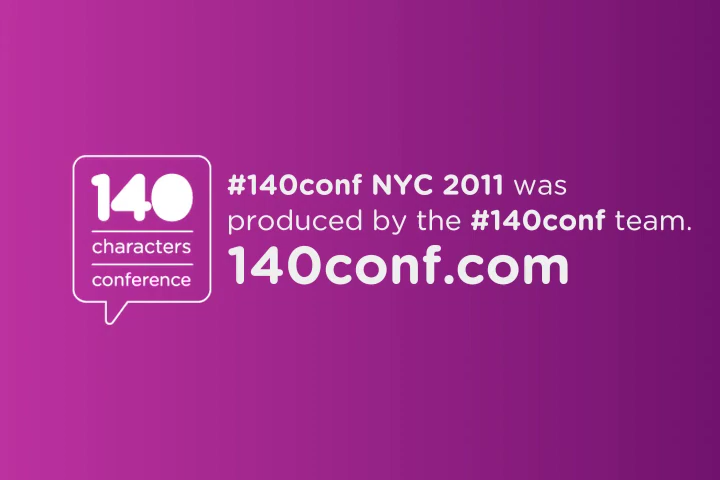 140
characters
conference
#140conf NYC 2011 was
produced by the #140conf team.
140conf.com